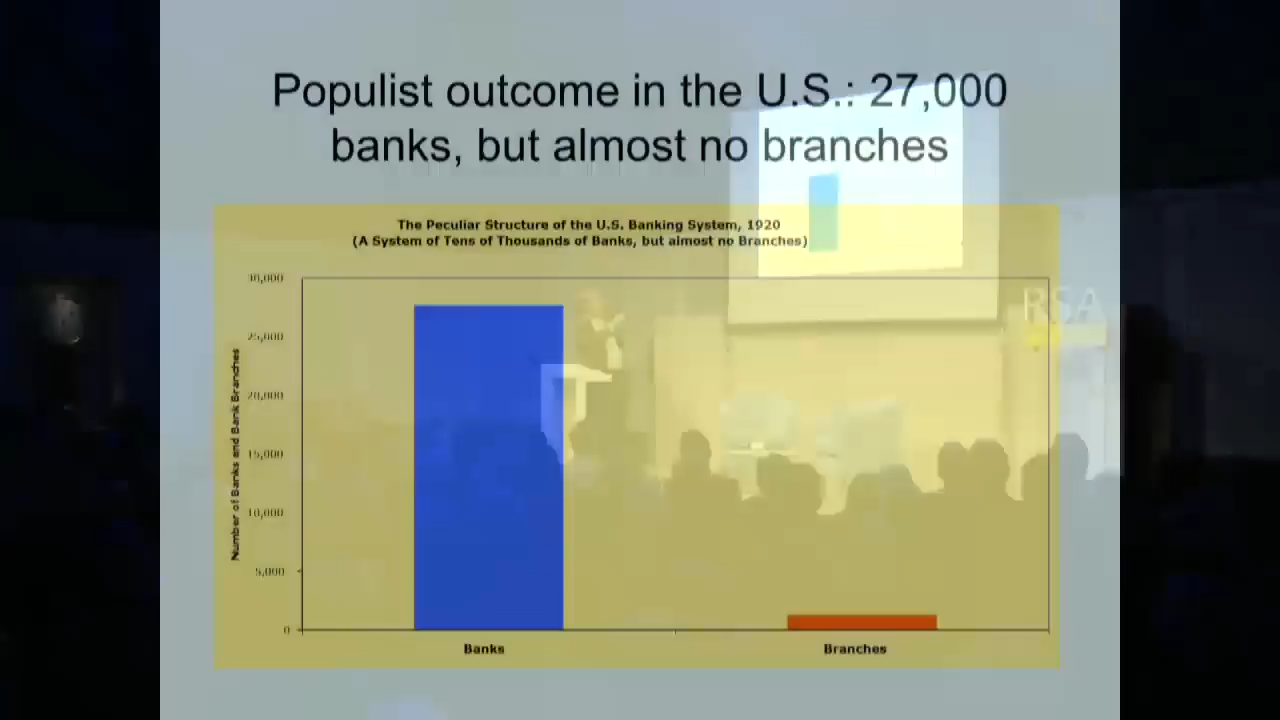 Populist outcome in the U.S.: 27,000
banks, but almost no branches
The Peculiar Structure of the U.S. Banking System, 1920
(A System of Tens of Thousands of Banks, but almost no Branches)
30,000
25,000
20,000
15,000
10,000
5,000
0
Number of Banks and Bank Branches
Banks
Branches
RSA